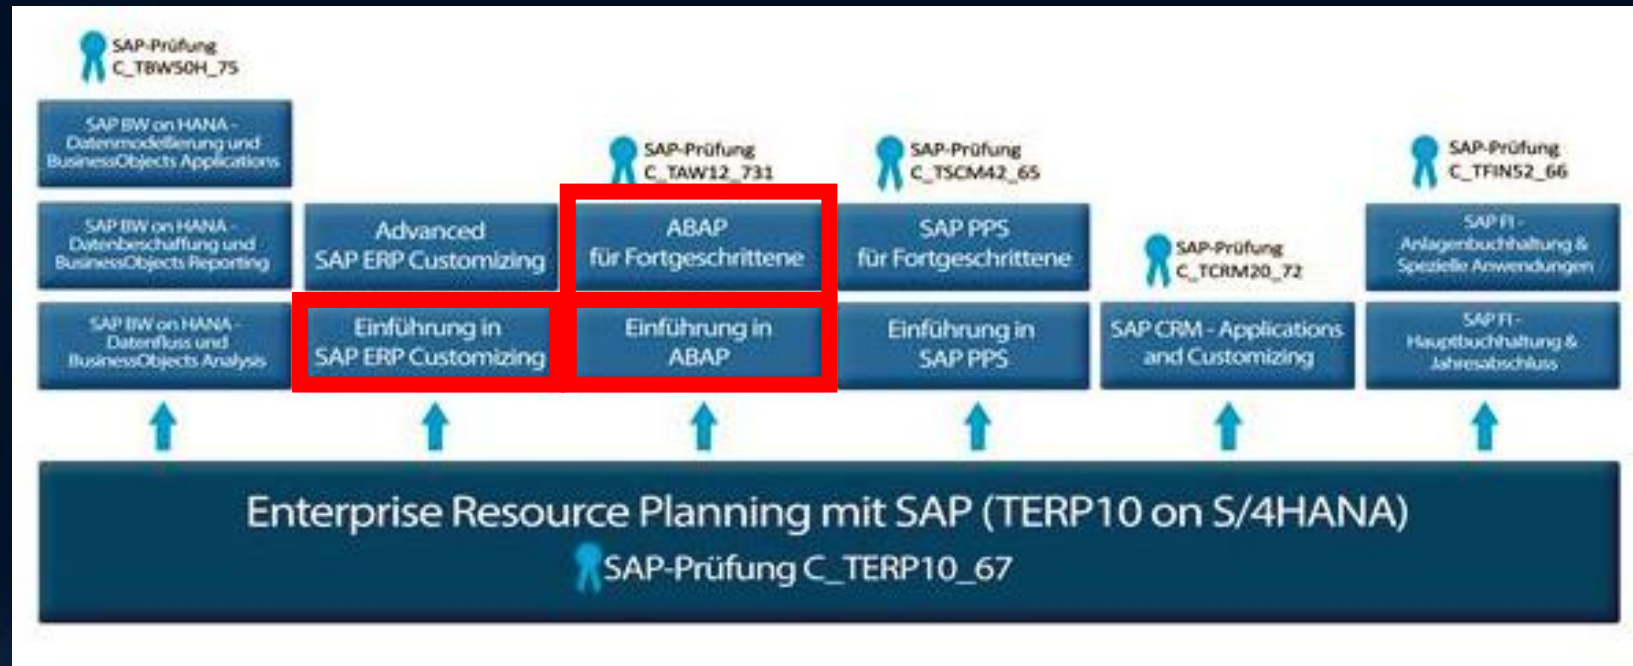 SAP-Prüfung
C_TBW50H_75
SAP BW on HANA -
Datenmodellierung und
BusinessObjects Applications
SAP BW on HANA -
Datenbeschaffung und
BusinessObjects Reporting
SAP BW on HANA -
Datenfluss und
BusinessObjects Analysis
Advanced
SAP ERP Customizing
Einführung in
SAP ERP Customizing
SAP-Prüfung
C_TAW12_731
ABAP
für Fortgeschrittene
Einführung in
ABAP
SAP-Prüfung
C_TSCM42_65
SAP PPS
für Fortgeschrittene
Einführung in
SAP PPS
SAP-Prüfung
C_TCRM20_72
SAP CRM - Applications
and Customizing
SAP-Prüfung
C_TFIN52_66
SAP FI -
Anlagenbuchhaltung &
Spezielle Anwendungen
SAP FI -
Hauptbuchhaltung &
Jahresabschluss
Enterprise Resource Planning mit SAP (TERP10 on S/4HANA)
SAP-Prüfung C_TERP10_67